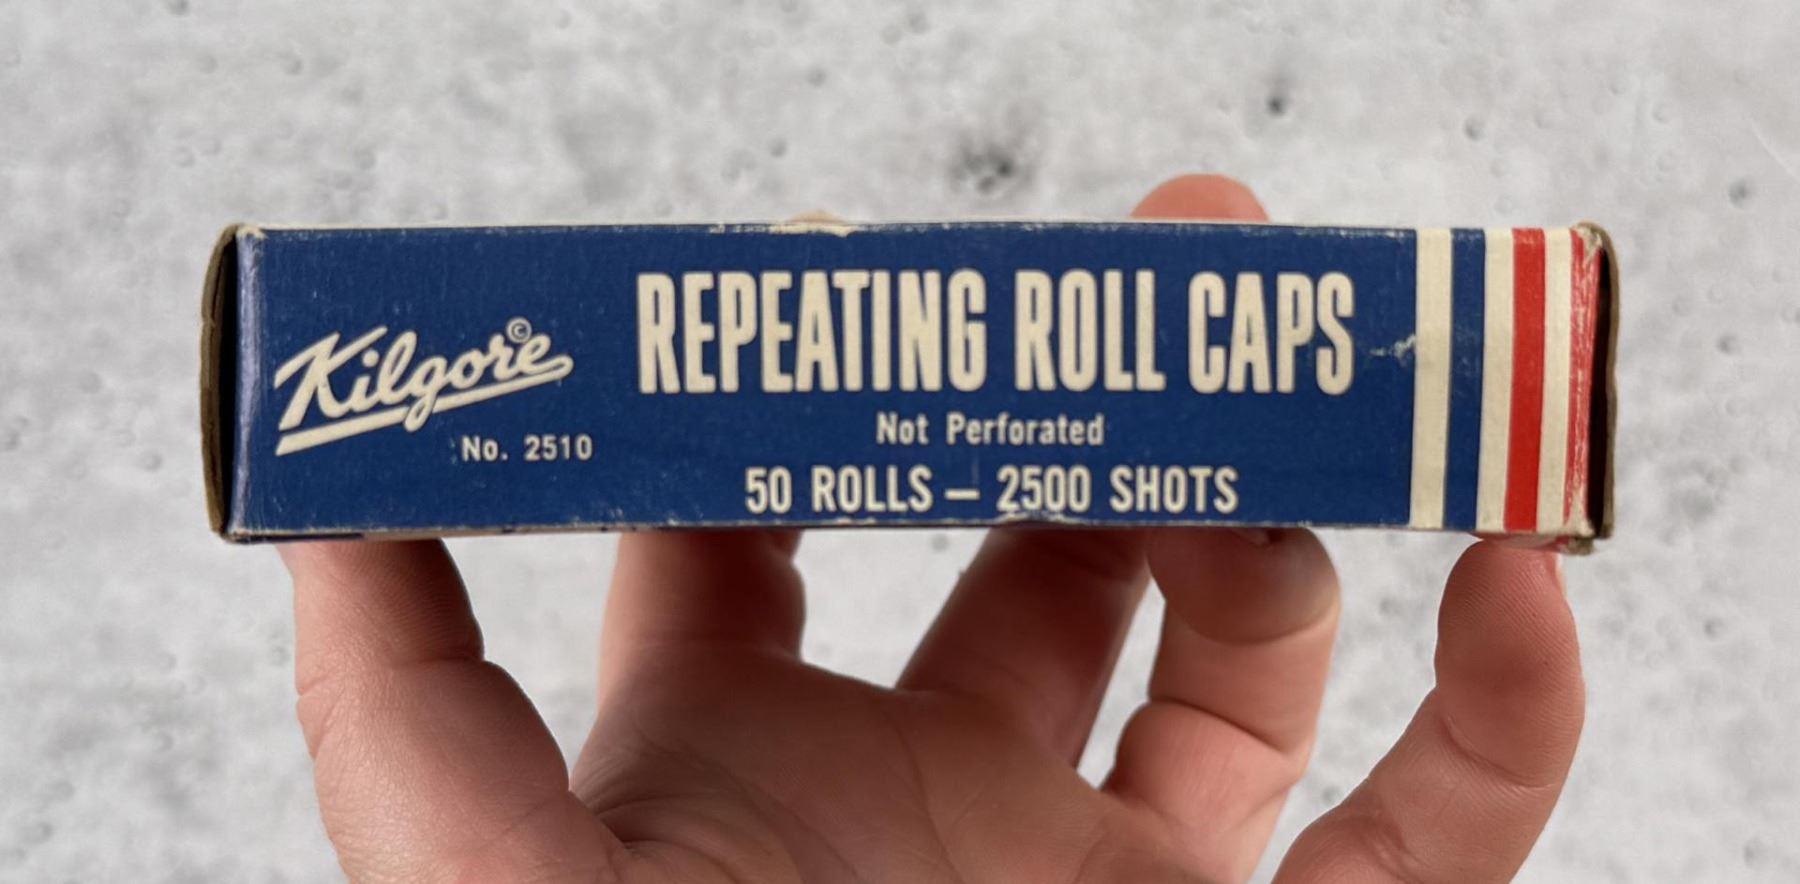 Kilgore ©
No. 2510
REPEATING ROLL CAPS
Not Perforated
50 ROLLS – 2500 SHOTS